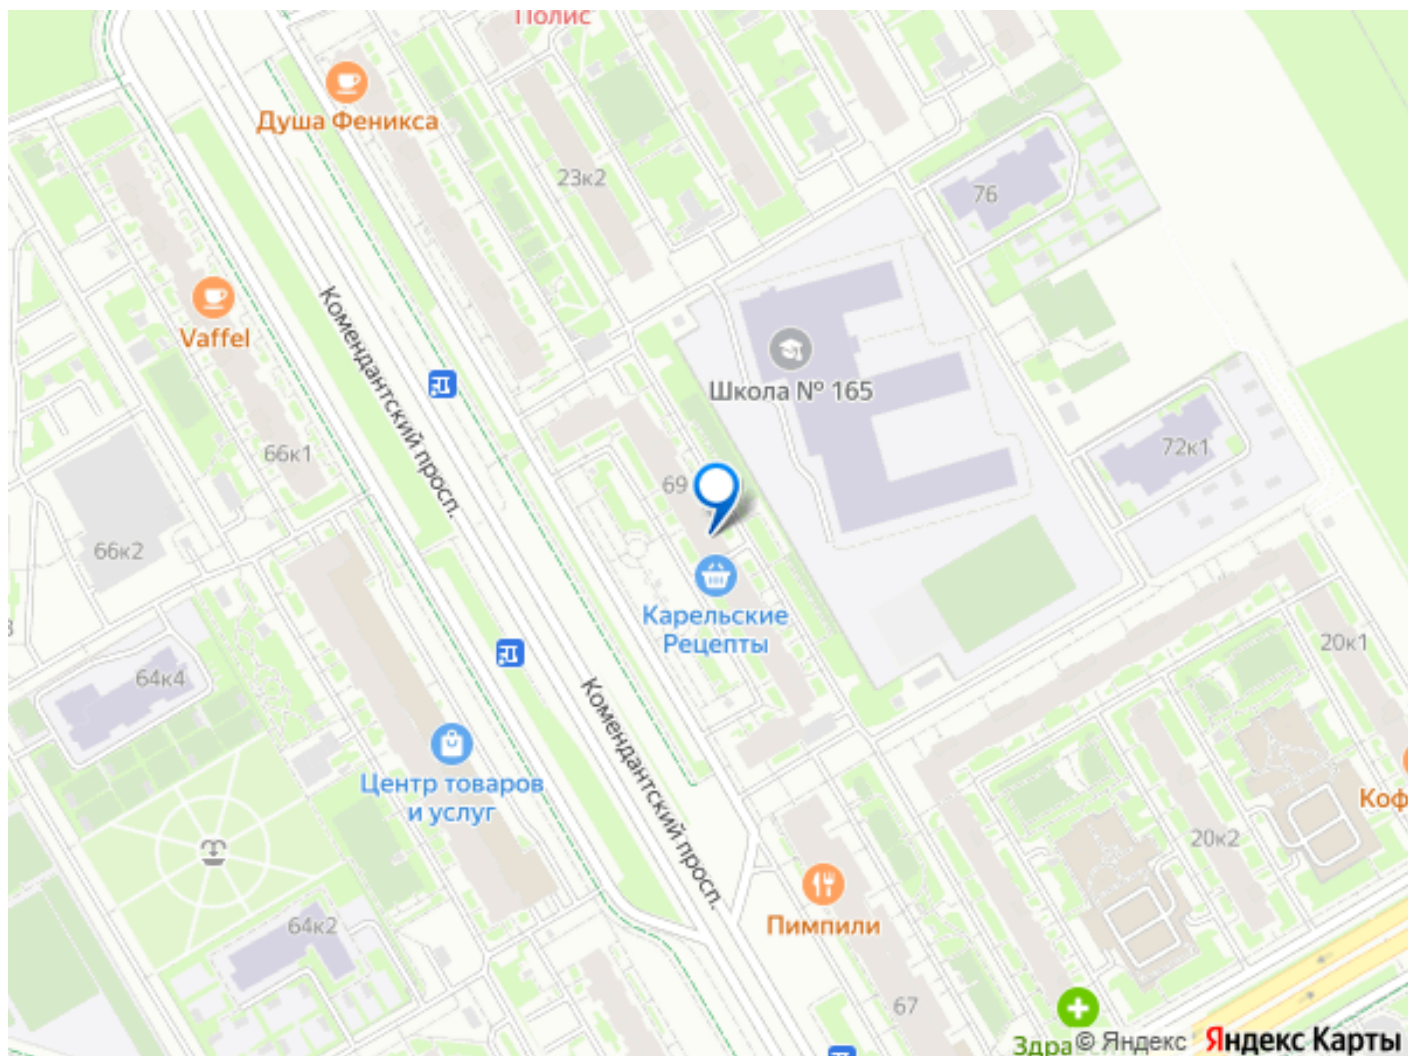 Полис
Душа Феникса
23к2
76
Vaffel
Комендантский просп.
Школа № 165
66к1
69
72к1
66к2
Карельские
Рецепты
64к4
20к1
Центр товаров
и услуг
Комендантский просп.
Коф
20к2
Пимпили
64к2
67
Здра
© Яндекс Яндекс Карты